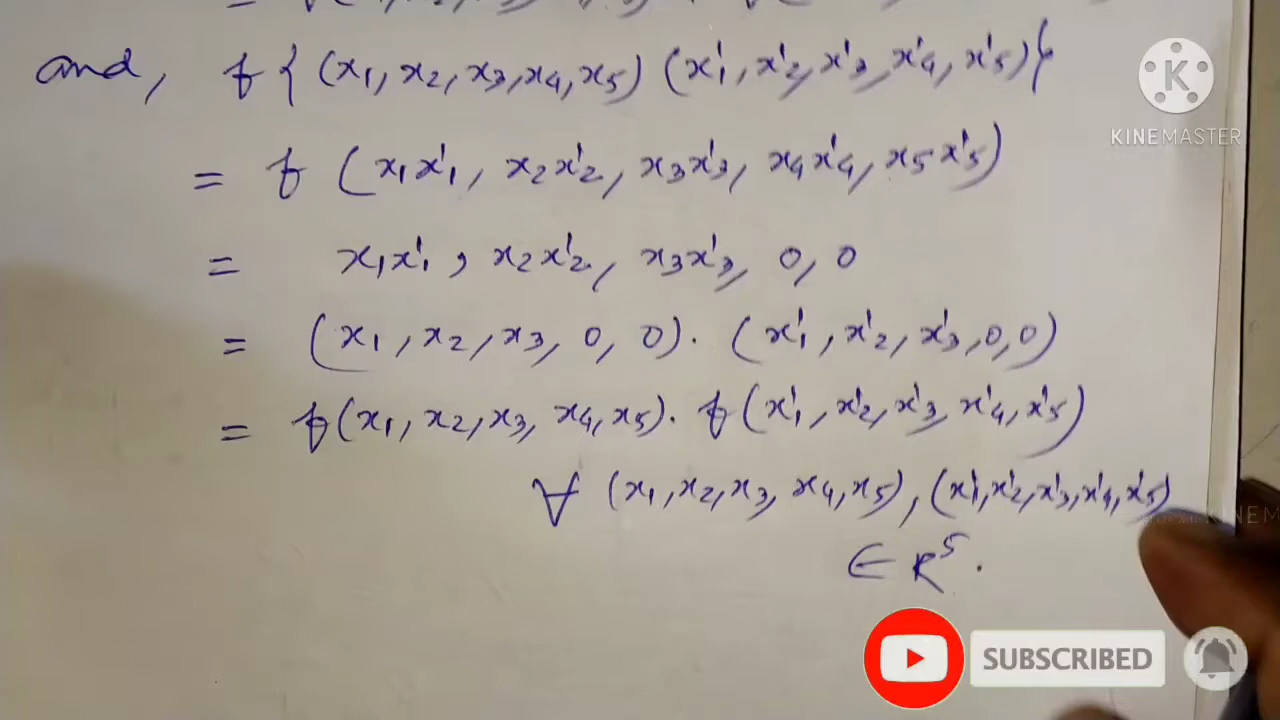 and, f { (x₁, x₂, x₃, x₄, x₅) (x'₁, x'₂, x'₃, x'₄, x'₅) }
KINEMASTER
= f (x₁x'₁, x₂x'₂, x₃x'₃, x₄x'₄, x₅x'₅)
= x₁x'₁, x₂x'₂, x₃x'₃, 0, 0
= (x₁, x₂, x₃, 0, 0). (x'₁, x'₂, x'₃, 0, 0)
= f(x₁, x₂, x₃, x₄, x₅). f(x'₁, x'₂, x'₃, x'₄, x'₅)
∀ (x₁, x₂, x₃, x₄, x₅), (x'₁, x'₂, x'₃, x'₄, x'₅)
∈ R⁵.
SUBSCRIBED